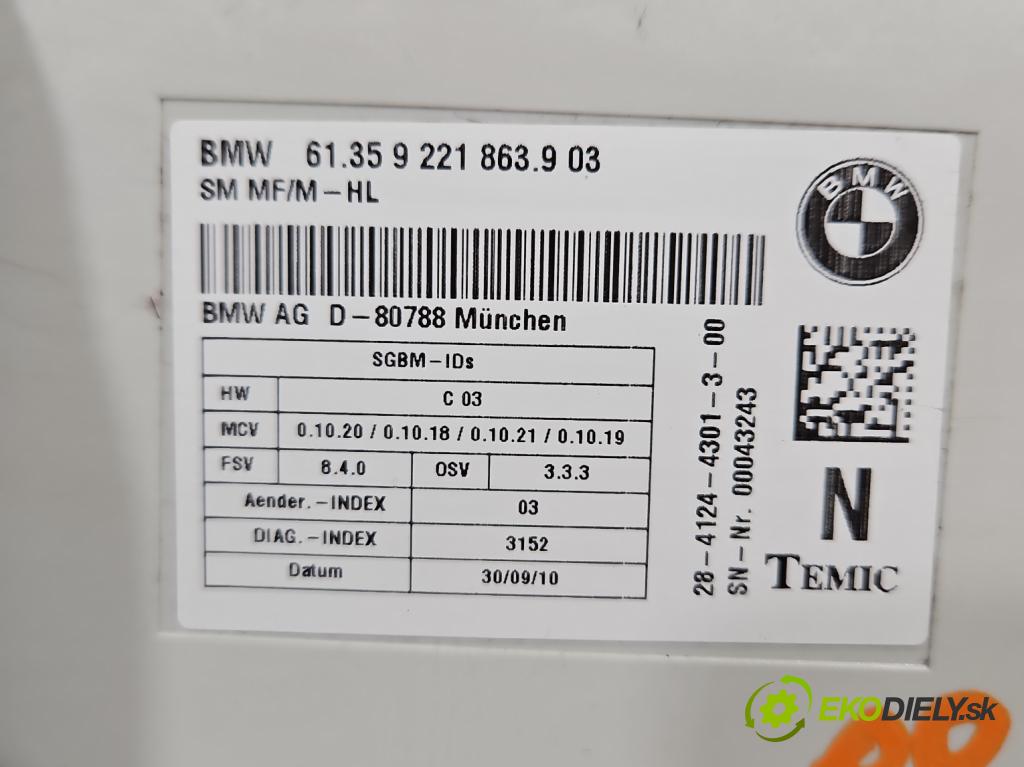 BMW 61.35 9 221 863.9 03
SM MF/M-HL
BMW
BMW AG D-80788 München
SGBM-IDs
HW C 03
MCV 0.10.20 / 0.10.18 / 0.10.21 / 0.10.19
FSV 8.4.0 OSV 3.3.3
Aender.-INDEX 03
DIAG.-INDEX 3152
Datum 30/09/10
28-4124-4301-3-00
SN-Nr. 00043243
N
TEMIC
EKODIELY.sk